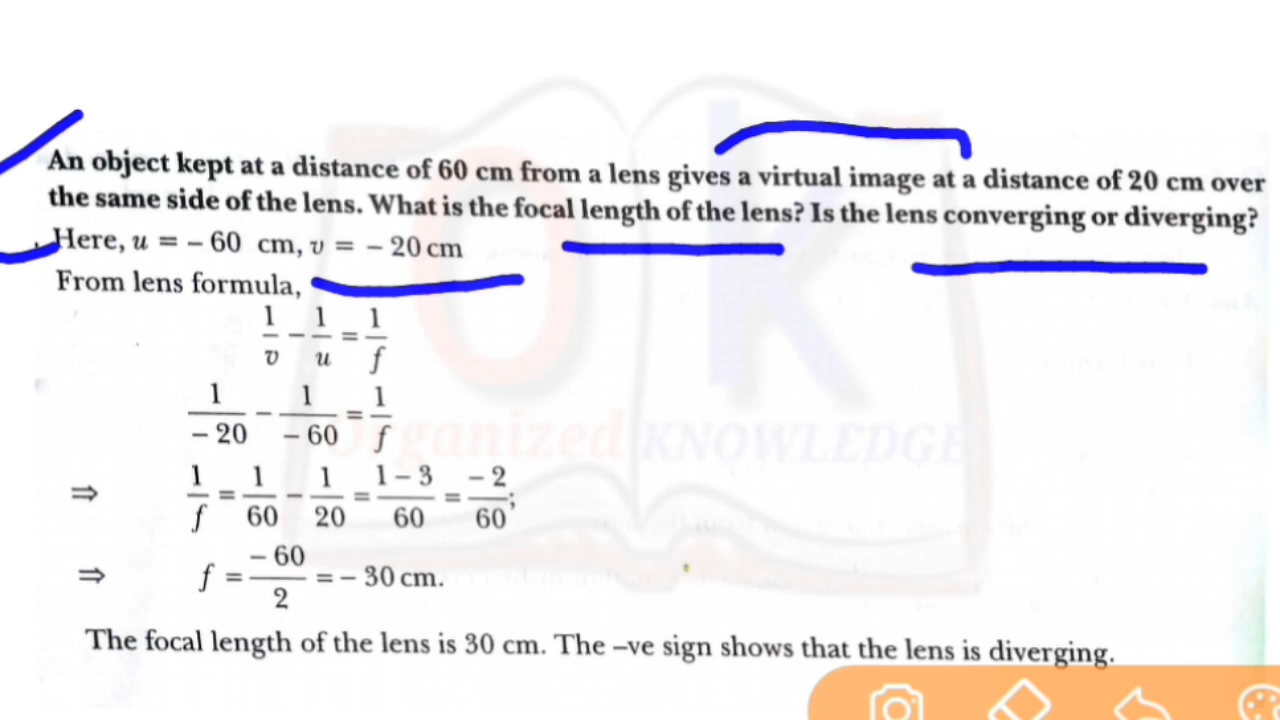 An object kept at a distance of 60 cm from a lens gives a virtual image at a distance of 20 cm over
the same side of the lens. What is the focal length of the lens? Is the lens converging or diverging?
Here, u = – 60 cm, v = – 20 cm
From lens formula,
1/v – 1/u = 1/f
1/– 20 – 1/– 60 = 1/f
⇒ 1/f = 1/60 – 1/20 = 1 – 3/60 = – 2/60;
⇒ f = – 60/2 = – 30 cm.
The focal length of the lens is 30 cm. The –ve sign shows that the lens is diverging.
OK
Organized KNOWLEDGE